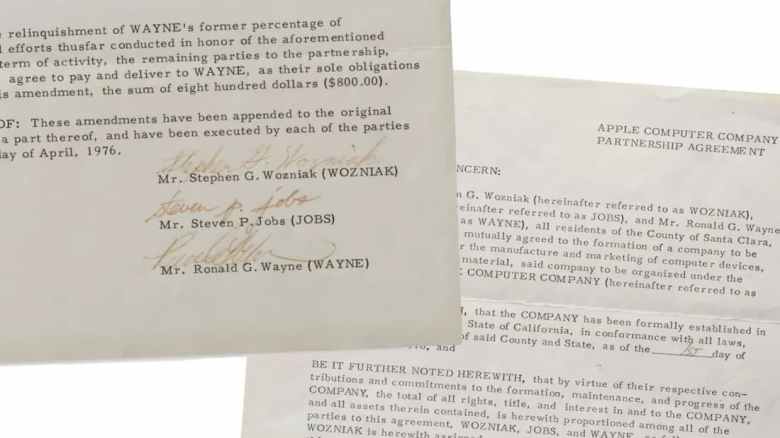 relinquishment of WAYNE's former percentage of
efforts thusfar conducted in honor of the aforementioned
term of activity, the remaining parties to the partnership,
agree to pay and deliver to WAYNE, as their sole obligations
is amendment, the sum of eight hundred dollars ($800.00).
OF: These amendments have been appended to the original
a part thereof, and have been executed by each of the parties
day of April, 1976.
Stephen G. Wozniak
Mr. Stephen G. Wozniak (WOZNIAK)
steven p. jobs
Mr. Steven P. Jobs (JOBS)
Mr. Ronald G. Wayne (WAYNE)
APPLE COMPUTER COMPANY
PARTNERSHIP AGREEMENT
NCERN:
n G. Wozniak (hereinafter referred to as WOZNIAK),
einafter referred to as JOBS), and Mr. Ronald G. Wayne
as WAYNE), all residents of the County of Santa Clara,
mutually agreed to the formation of a company to be
r the manufacture and marketing of computer devices,
material, said company to be organized under the
E COMPUTER COMPANY (hereinafter referred to as
, that the COMPANY has been formally established in
State of California, in conformance with all laws,
of said County and State, as of the 1st day of
and
BE IT FURTHER NOTED HEREWITH, that by virtue of their respective con-
tributions and commitments to the formation, maintenance, and progress of the
COMPANY, the total of all rights, title, and interest in and to the COMPANY,
and all assets therein contained, is herewith proportioned among all of the
parties to this agreement, WOZNIAK, JOBS, and WAYNE,
WOZNIAK is herewith